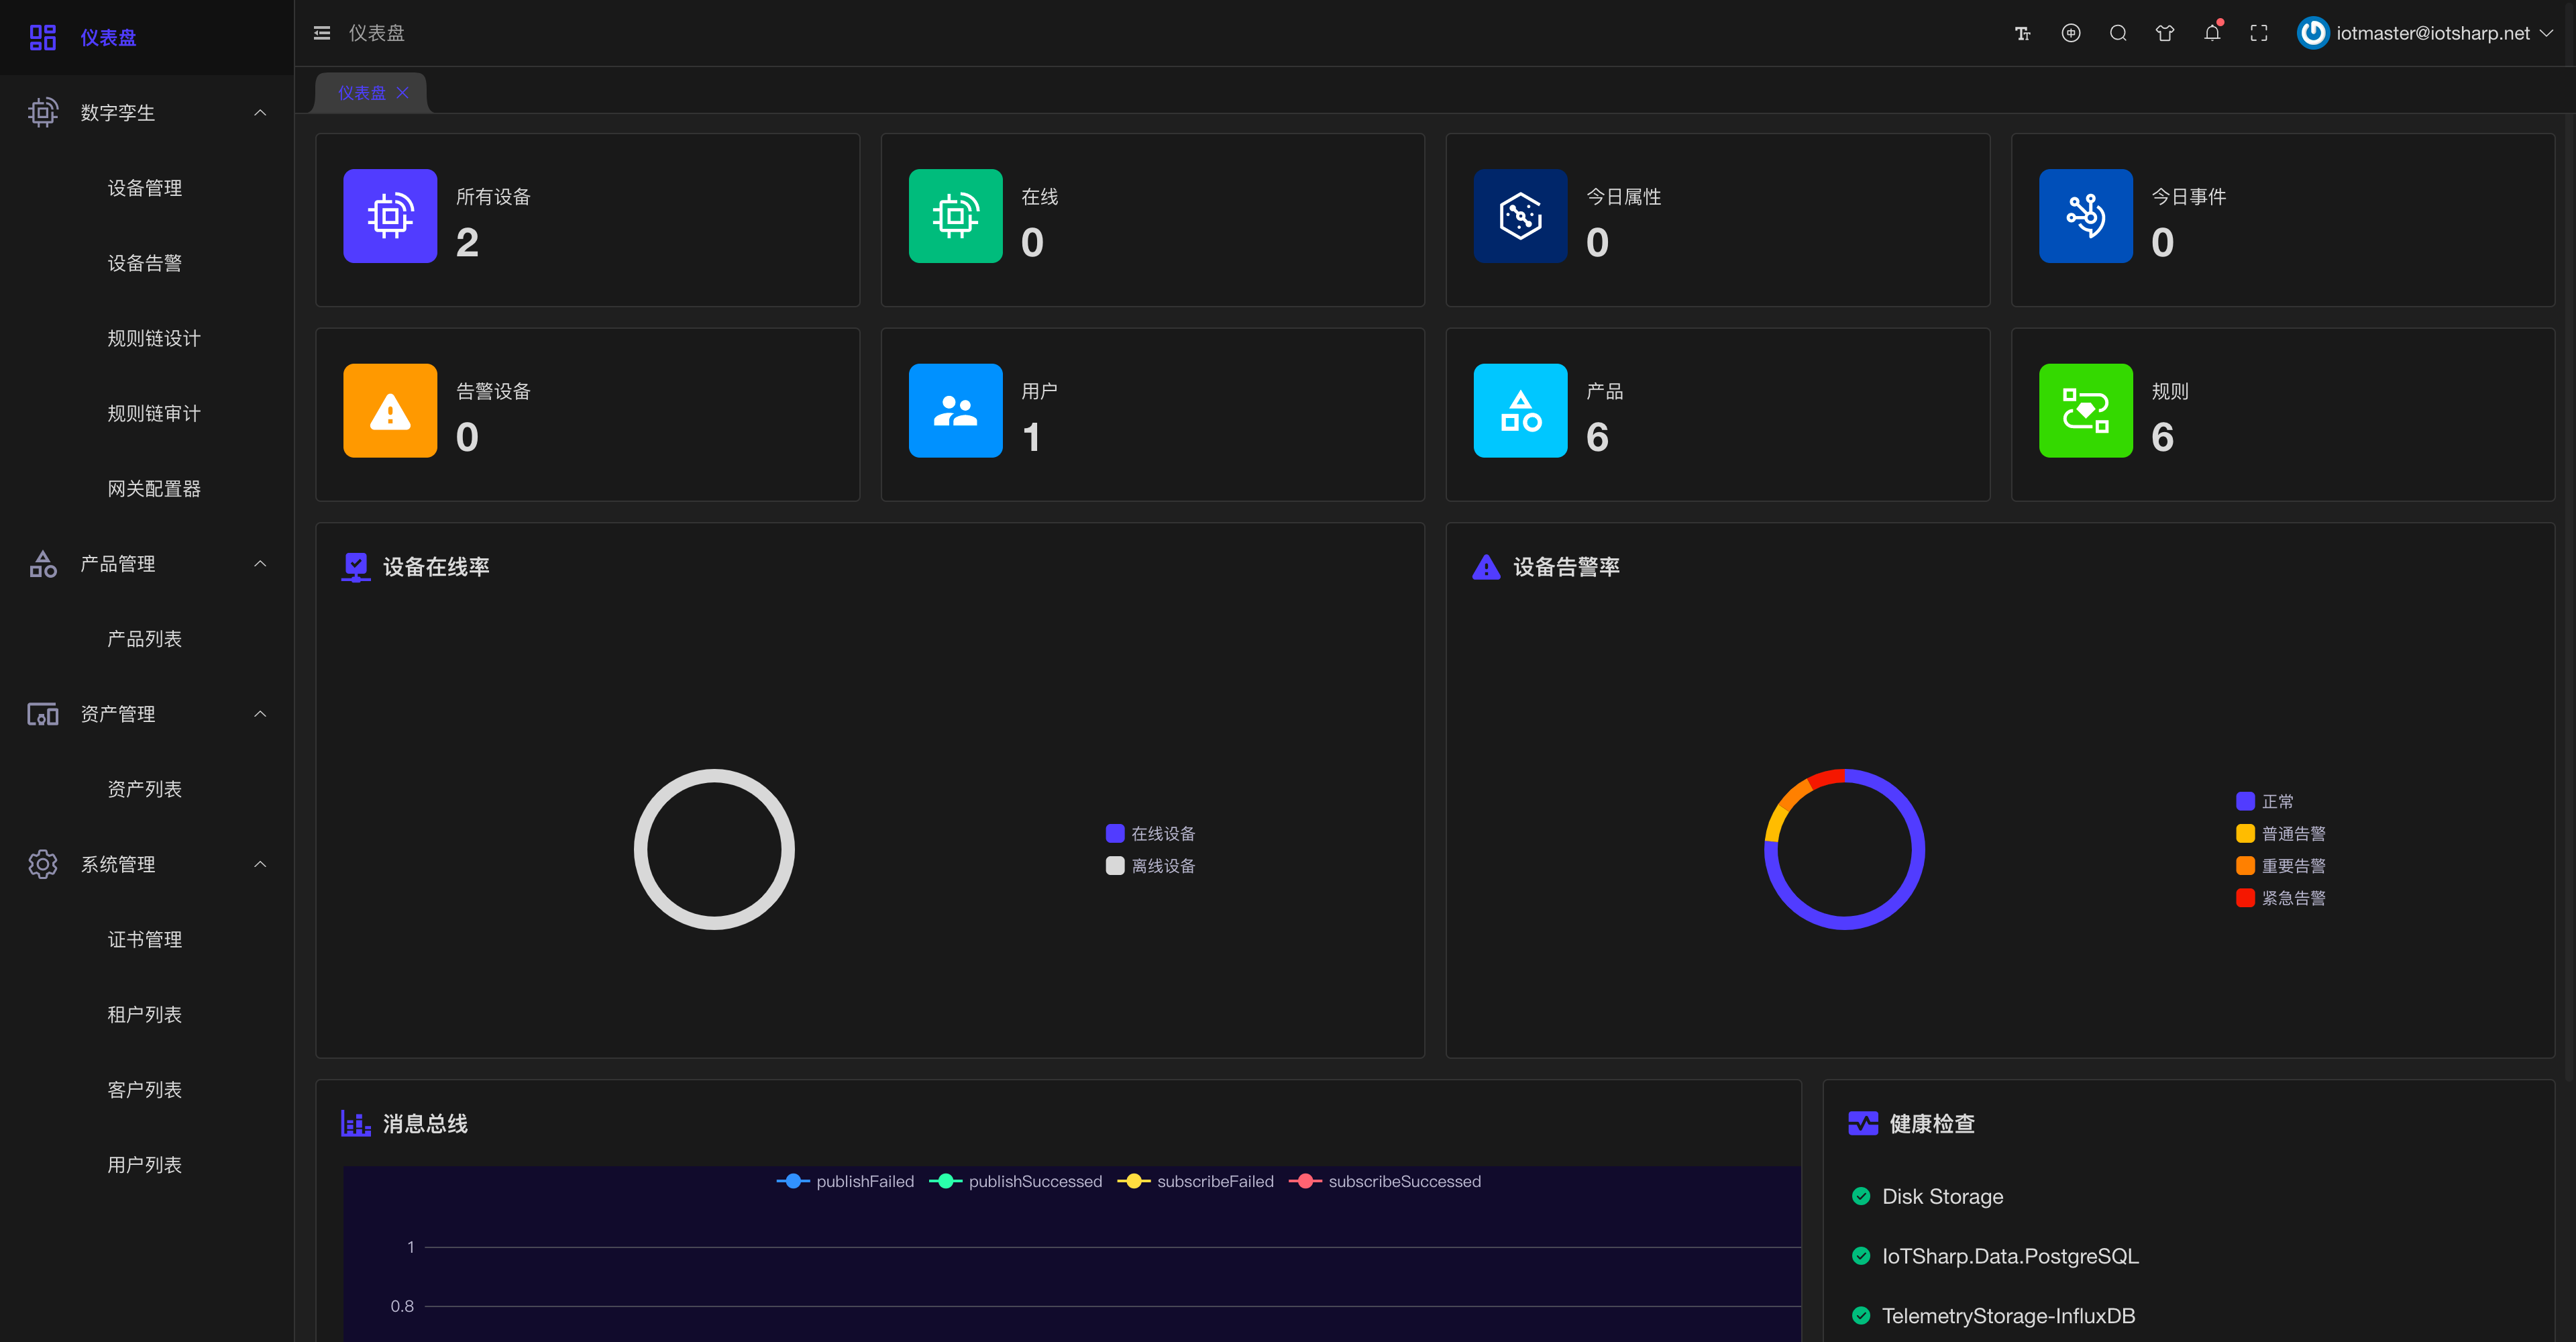 仪表盘
数字孪生
设备管理
设备告警
规则链设计
规则链审计
网关配置器
产品管理
产品列表
资产管理
资产列表
系统管理
证书管理
租户列表
客户列表
用户列表
仪表盘
iotmaster@iotsharp.net
仪表盘
所有设备
2
在线
0
今日属性
0
今日事件
0
告警设备
0
用户
1
产品
6
规则
6
设备在线率
在线设备
离线设备
设备告警率
正常
普通告警
重要告警
紧急告警
消息总线
publishFailed publishSuccessed subscribeFailed subscribeSuccessed
1
0.8
健康检查
Disk Storage
IoTSharp.Data.PostgreSQL
TelemetryStorage-InfluxDB